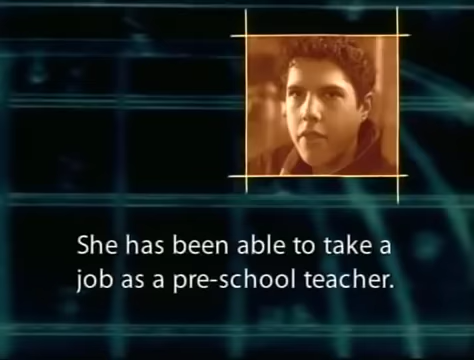 She has been able to take a
job as a pre-school teacher.